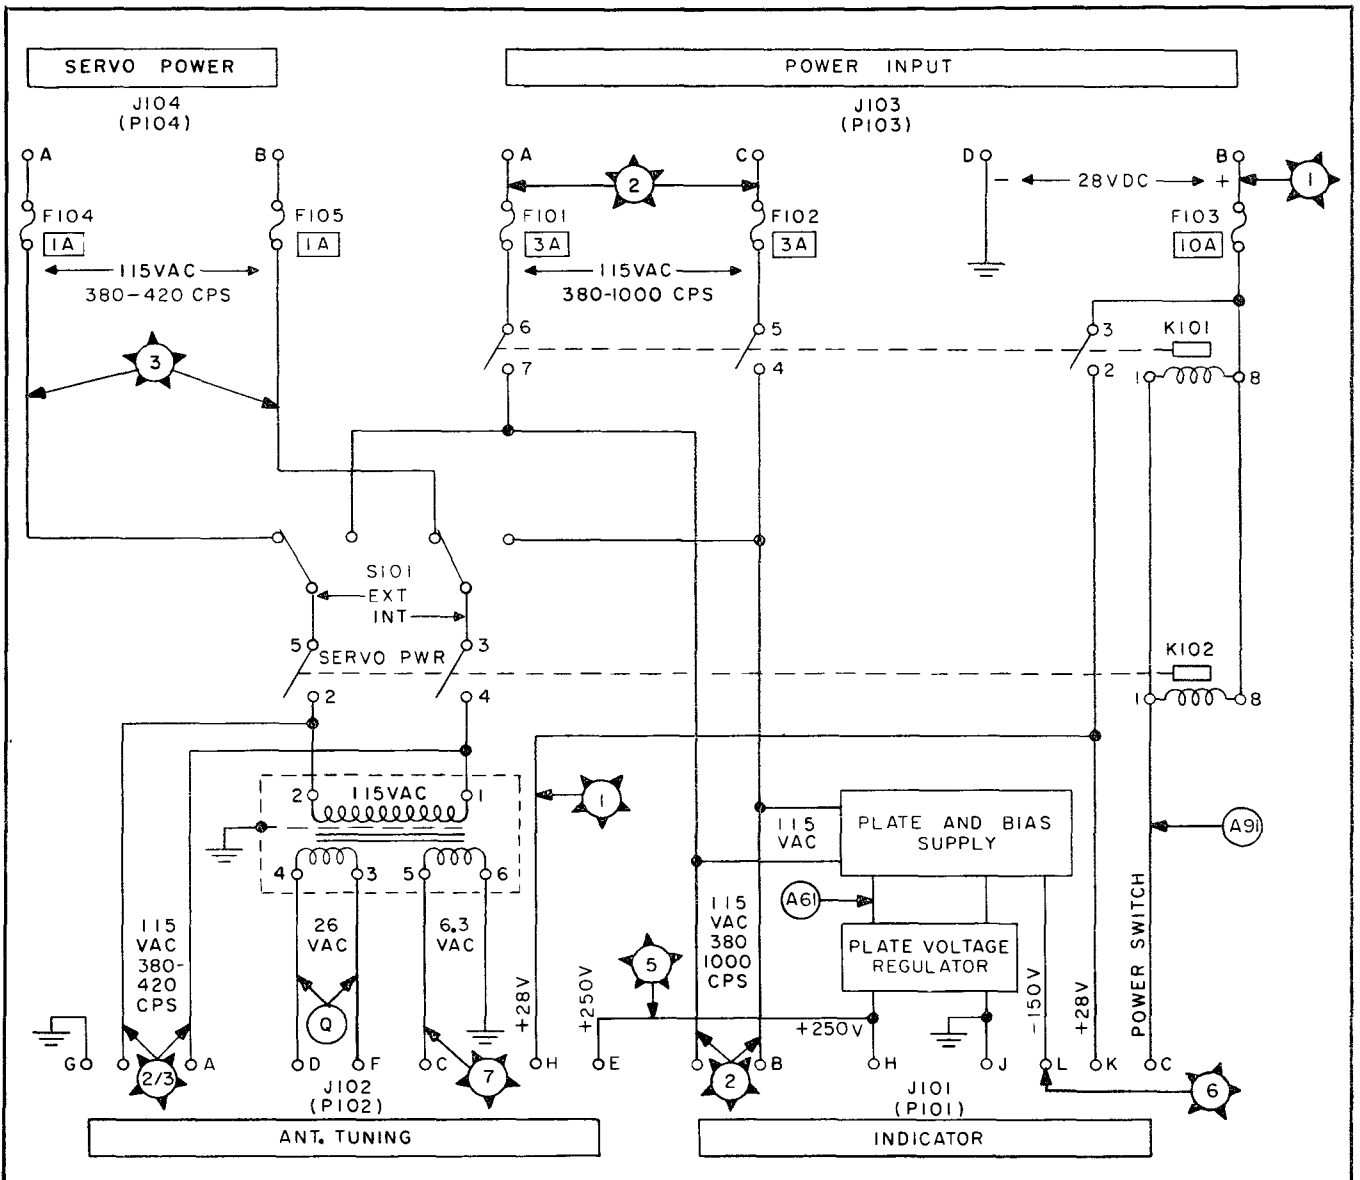 SERVO POWER
POWER INPUT
J104
(P104)
J103
(P103)
A
B
A
C
D
B
2
- 28VDC +
1
F104
1A
F105
1A
F101
3A
F102
3A
F103
10A
115VAC
380-420 CPS
115VAC
380-1000 CPS
6
5
3
K101
3
7
4
2
1
8
S101
EXT
INT
5
SERVO PWR
3
K102
2
4
1
8
2
115VAC
1
1
115
VAC
PLATE AND BIAS
SUPPLY
A91
4
3
5
6
A61
115
VAC
380-
420
CPS
26
VAC
6.3
VAC
+28V
+250V
5
115
VAC
380
1000
CPS
PLATE VOLTAGE
REGULATOR
-150V
+28V
POWER SWITCH
Q
+250V
G
2/3
A
D
F
C
7
H
E
2
B
H
J
L
K
C
6
J102
(P102)
J101
(P101)
ANT. TUNING
INDICATOR